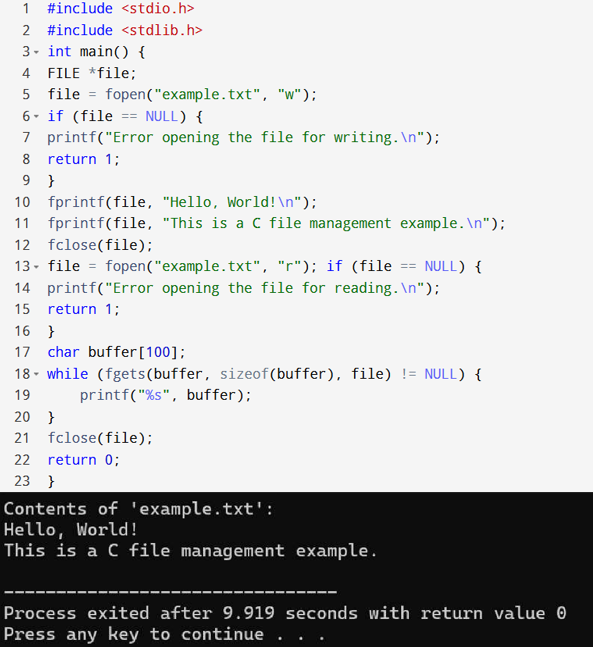 1 #include <stdio.h>
2 #include <stdlib.h>
3 int main() {
4 FILE *file;
5 file = fopen("example.txt", "w");
6 if (file == NULL) {
7 printf("Error opening the file for writing.\n");
8 return 1;
9 }
10 fprintf(file, "Hello, World!\n");
11 fprintf(file, "This is a C file management example.\n");
12 fclose(file);
13 file = fopen("example.txt", "r"); if (file == NULL) {
14 printf("Error opening the file for reading.\n");
15 return 1;
16 }
17 char buffer[100];
18 while (fgets(buffer, sizeof(buffer), file) != NULL) {
19     printf("%s", buffer);
20 }
21 fclose(file);
22 return 0;
23 }
Contents of 'example.txt':
Hello, World!
This is a C file management example.
--------------------------------
Process exited after 9.919 seconds with return value 0
Press any key to continue . . .